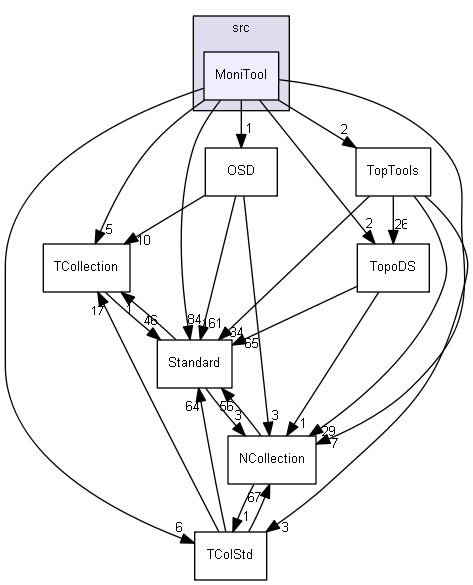 src
MoniTool
1
2
OSD
TopTools
5
10
2
26
TCollection
TopoDS
17
1
46
84
161
34
65
Standard
64
56
3
3
1
29
7
NCollection
67
1
6
3
TColStd